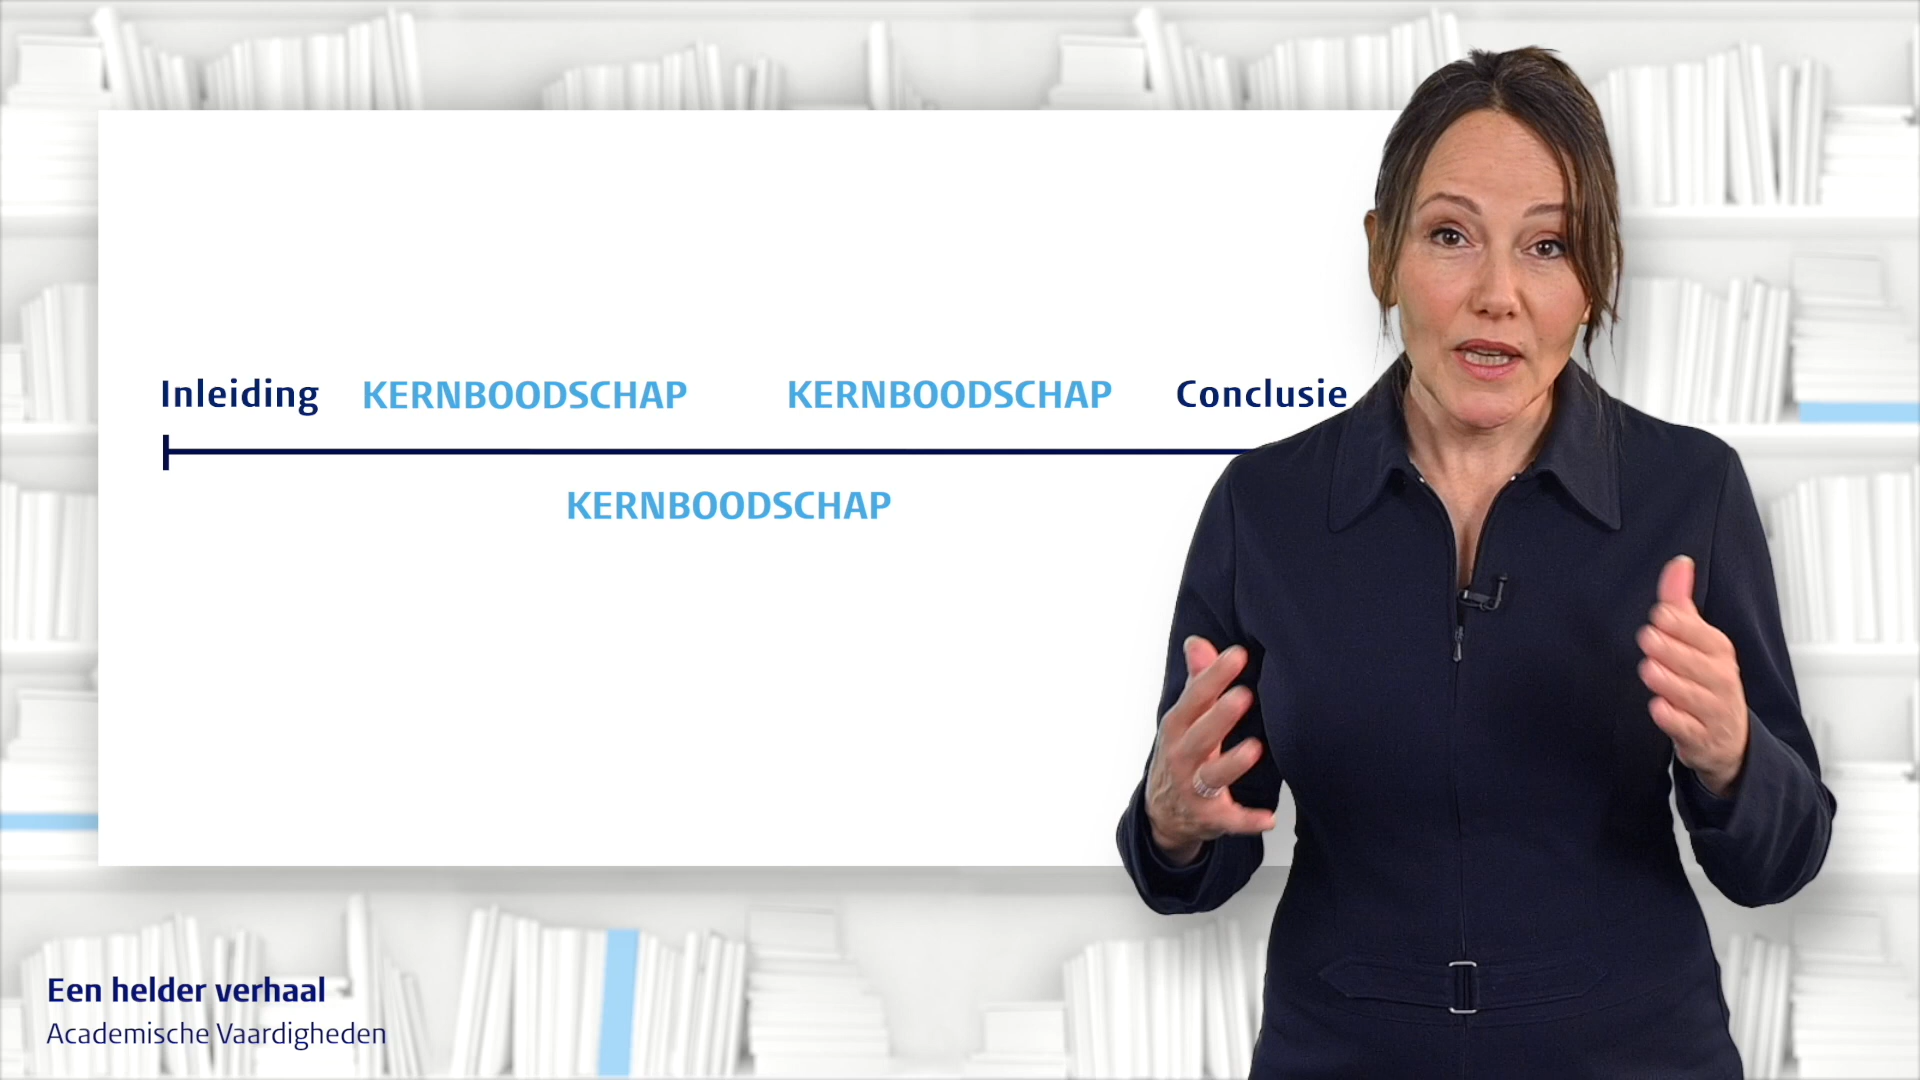 Inleiding KERNBOODSCHAP KERNBOODSCHAP Conclusie
KERNBOODSCHAP
Een helder verhaal
Academische Vaardigheden